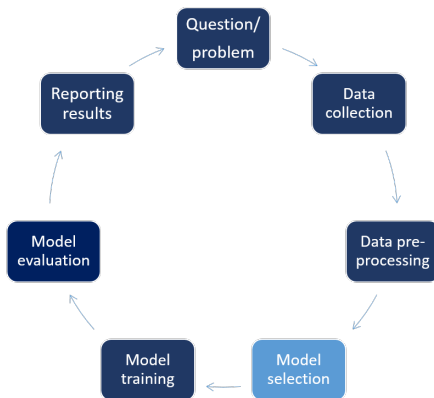 Question/
problem
Data
collection
Data pre-
processing
Model
selection
Model
training
Model
evaluation
Reporting
results